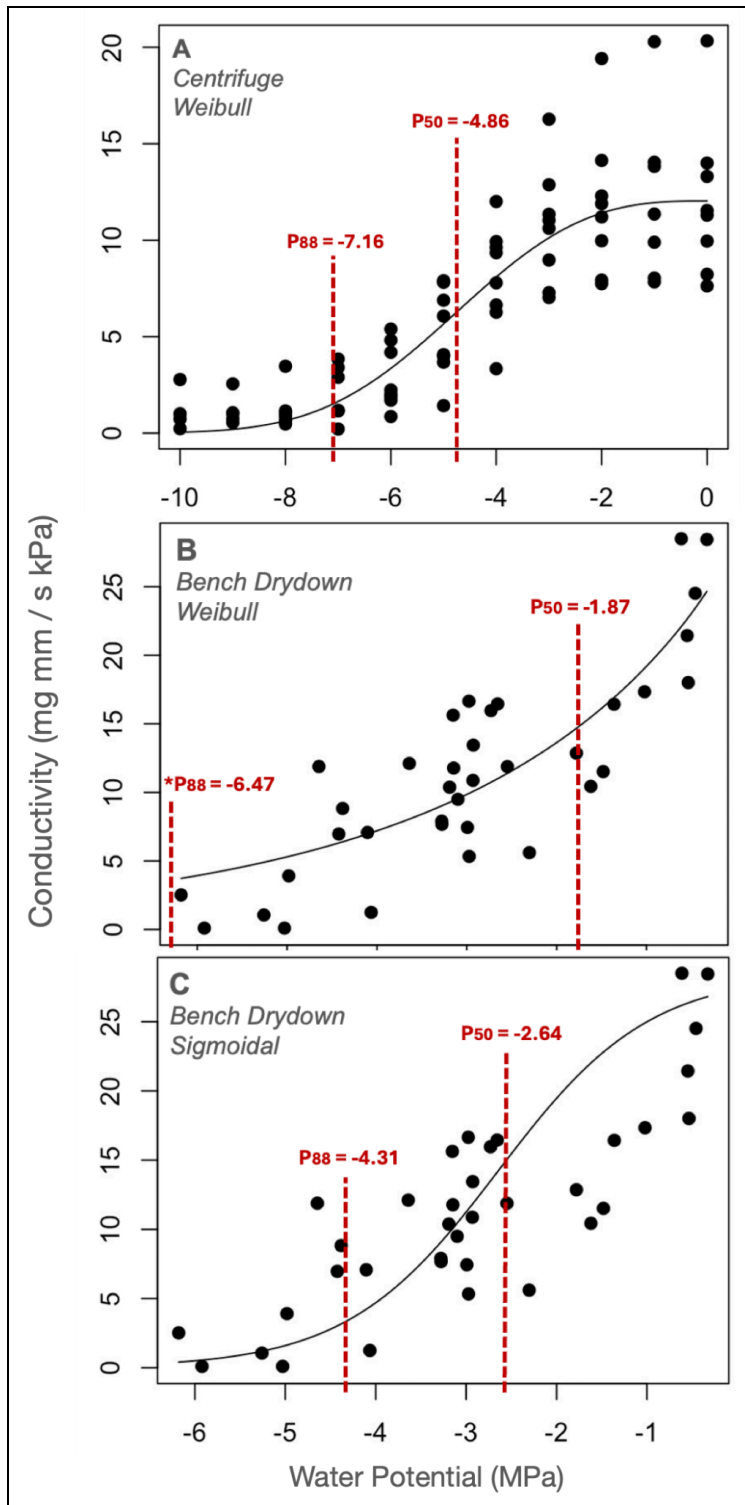 A
Centrifuge
Weibull
P50 = -4.86
P88 = -7.16
20
15
10
5
0
-10
-8
-6
-4
-2
0
B
Bench Drydown
Weibull
P50 = -1.87
*P88 = -6.47
25
20
15
10
5
0
C
Bench Drydown
Sigmoidal
P50 = -2.64
P88 = -4.31
25
20
15
10
5
0
-6
-5
-4
-3
-2
-1
Conductivity (mg mm / s kPa)
Water Potential (MPa)